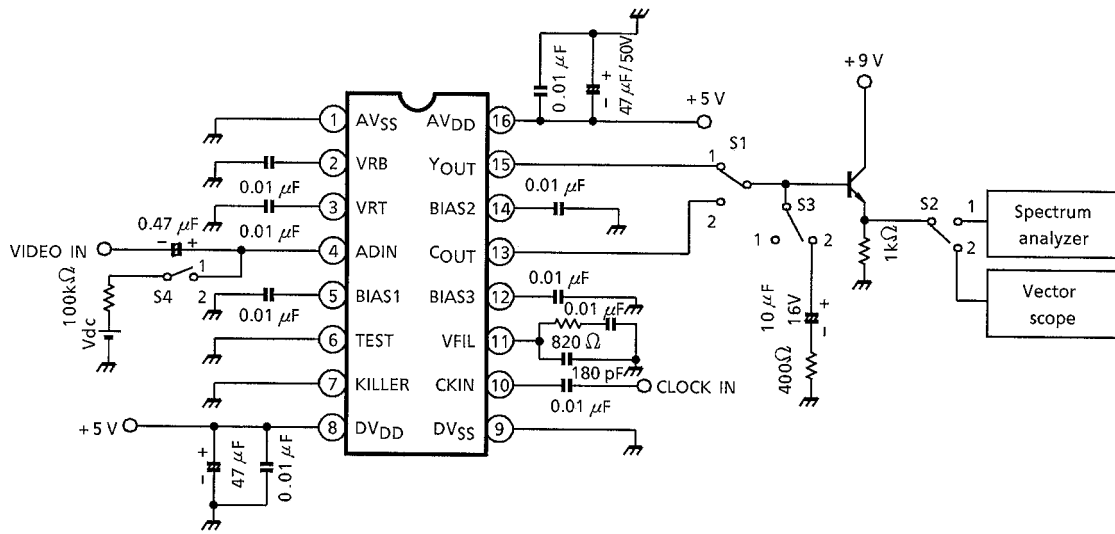 +9 V
0.01 μF
47 μF/50V
+
−
+5 V
1 AVSS
AVDD 16
S1
2 VRB
0.01 μF
YOUT 15
1
2
3 VRT
0.01 μF
BIAS2 14
0.01 μF
S3
1
2
S2
1
2
Spectrum
analyzer
1kΩ
VIDEO IN
0.47 μF
− +
4 ADIN
COUT 13
Vector
scope
100kΩ
Vdc
S4
1
2
5 BIAS1
0.01 μF
BIAS3 12
0.01 μF
10 μF
16V
+
−
400Ω
6 TEST
VFIL 11
0.01 μF
820 Ω
180 pF
7 KILLER
CKIN 10
0.01 μF
CLOCK IN
+5 V
8 DVDD
DVSS 9
+
−
47 μF
0.01 μF